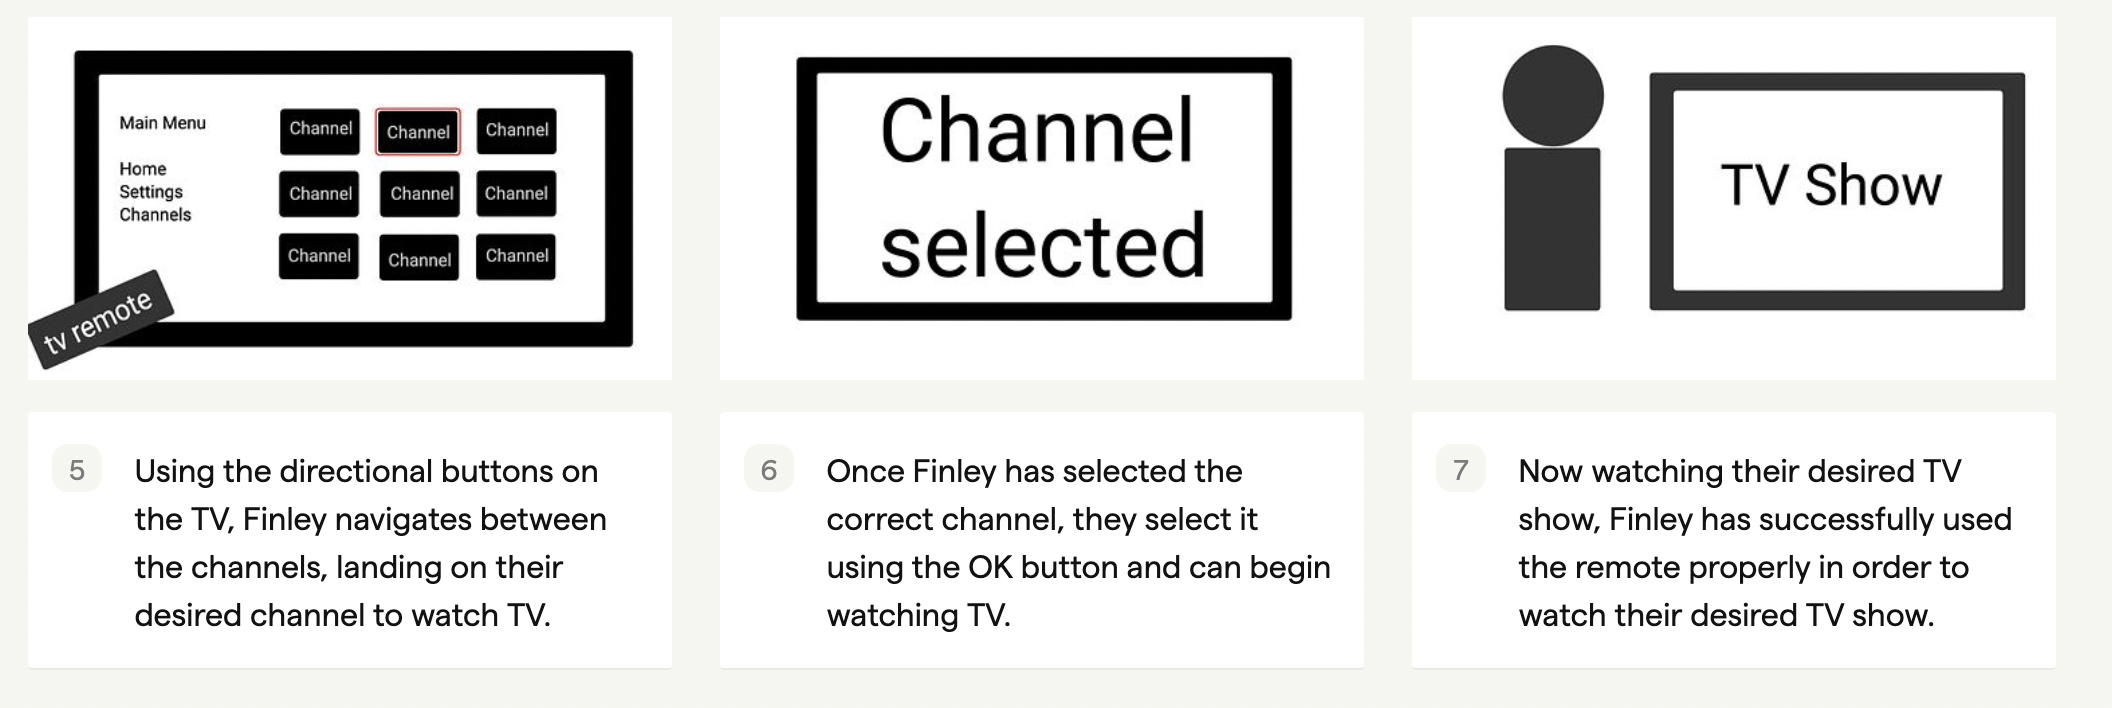 Main Menu
Home
Settings
Channels
Channel Channel Channel
Channel Channel Channel
Channel Channel Channel
tv remote
Channel
selected
TV Show
5
Using the directional buttons on
the TV, Finley navigates between
the channels, landing on their
desired channel to watch TV.
6
Once Finley has selected the
correct channel, they select it
using the OK button and can begin
watching TV.
7
Now watching their desired TV
show, Finley has successfully used
the remote properly in order to
watch their desired TV show.